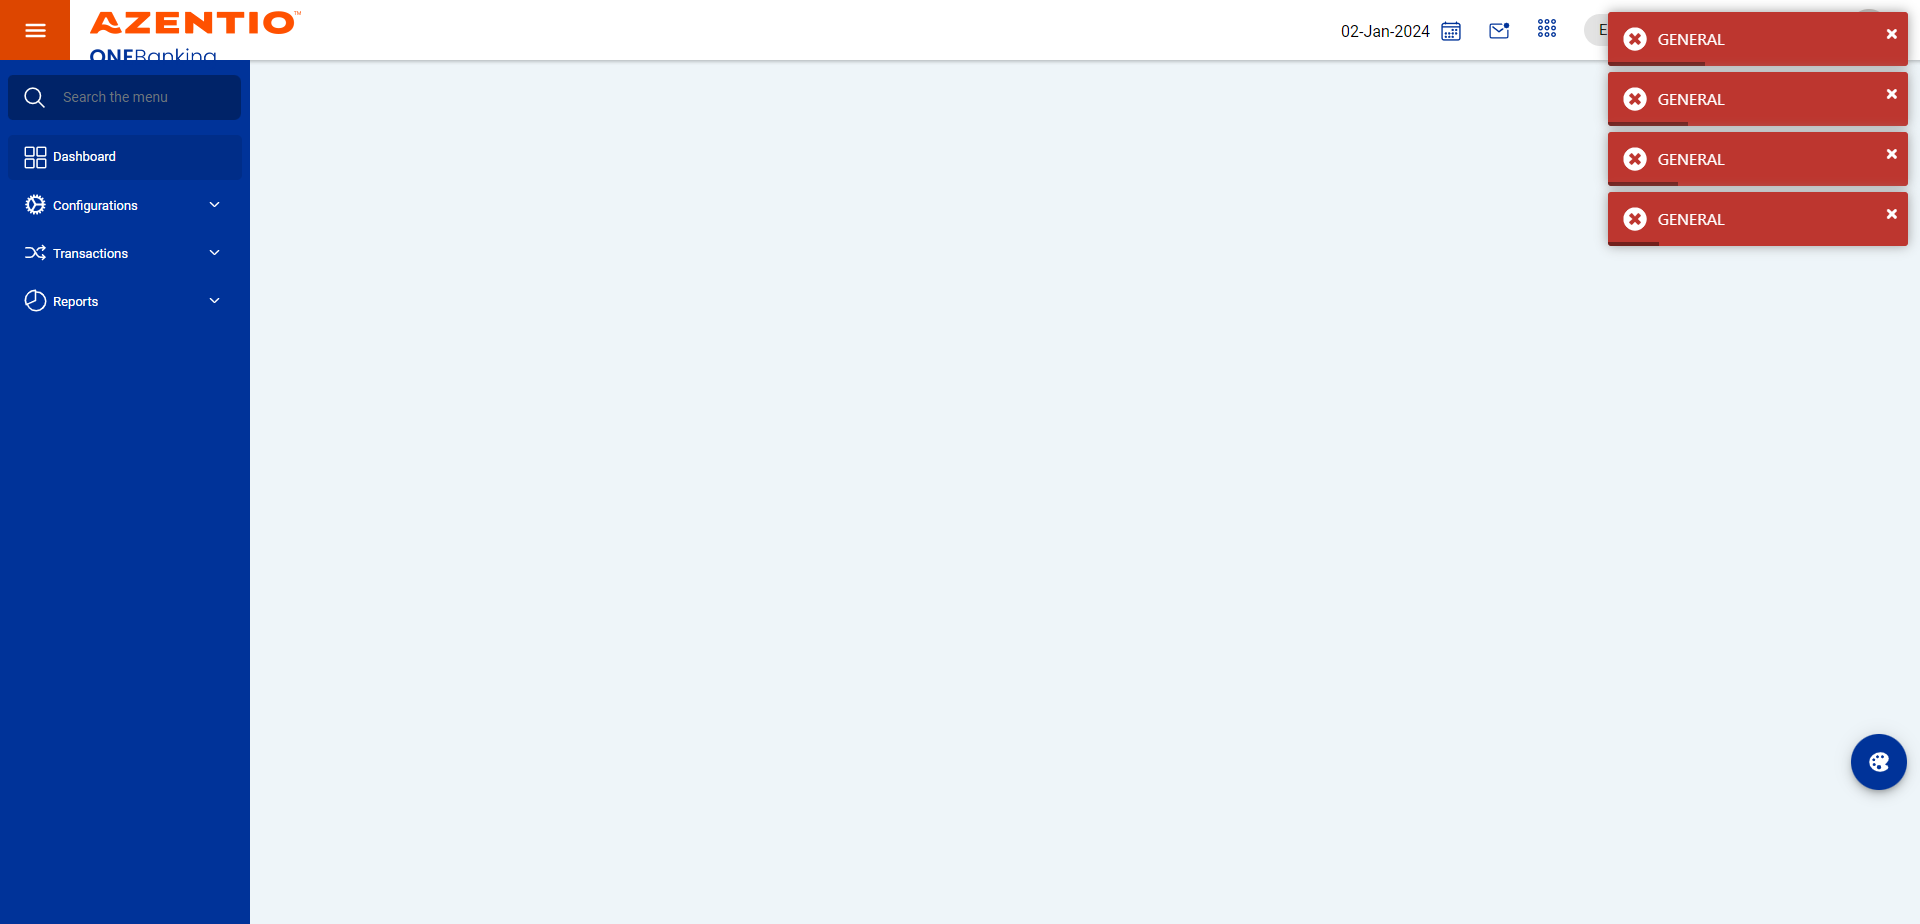 AZENTIO™
ONEBanking
02-Jan-2024
E
GENERAL
GENERAL
GENERAL
GENERAL
Search the menu
Dashboard
Configurations
Transactions
Reports